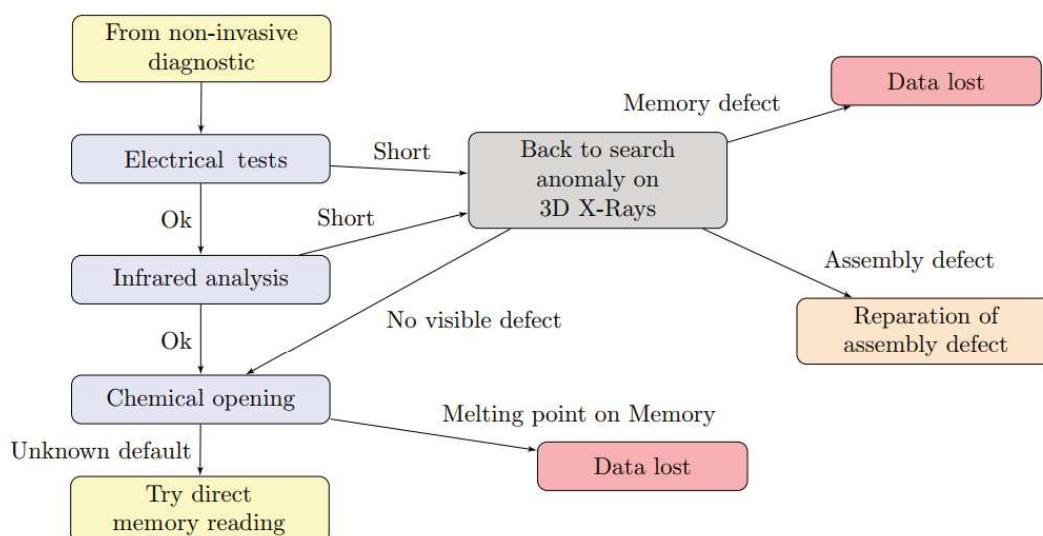 From non-invasive
diagnostic
Data lost
Memory defect
Electrical tests
Short
Back to search
anomaly on
3D X-Rays
Ok
Short
Infrared analysis
Assembly defect
No visible defect
Reparation of
assembly defect
Ok
Chemical opening
Melting point on Memory
Unknown default
Data lost
Try direct
memory reading